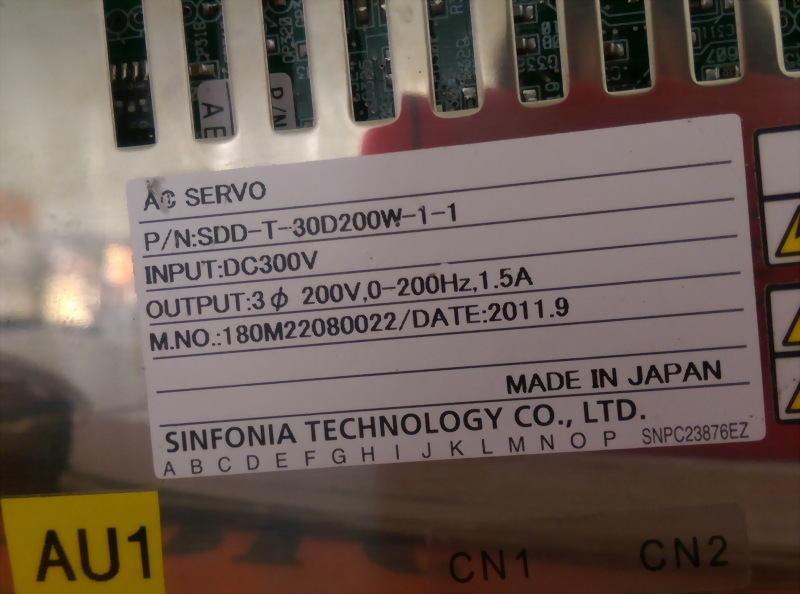 A E
P/N
AC SERVO
P/N:SDD-T-30D200W-1-1
INPUT:DC300V
OUTPUT:3φ 200V,0-200Hz,1.5A
M.NO.:180M22080022/DATE:2011.9
MADE IN JAPAN
SINFONIA TECHNOLOGY CO., LTD.
A B C D E F G H I J K L M N O P SNPC23876EZ
AU1
CN1
CN2